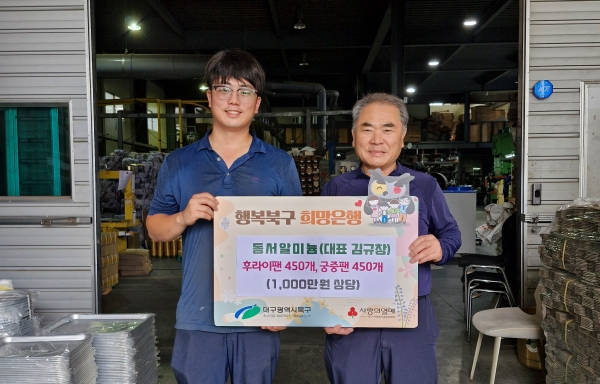 행복북구 희망은행
동서알미늄(대표 김규창)
후라이팬 450개, 궁중팬 450개
(1,000만원 상당)
대구광역시북구
사랑의열매